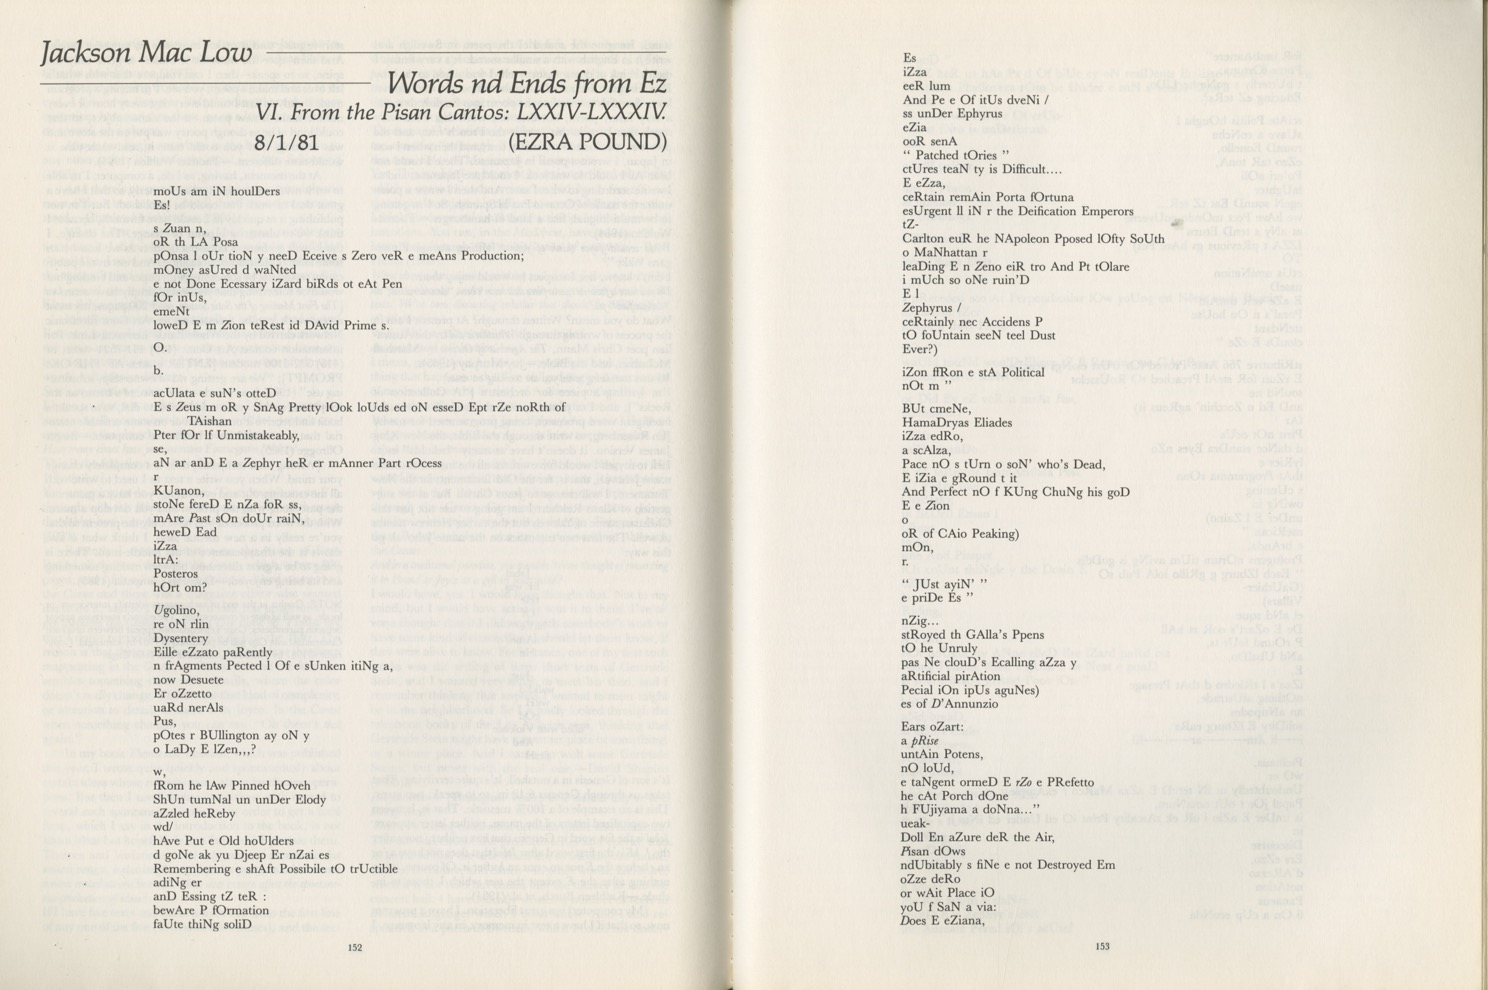 Jackson Mac Low
Words nd Ends from Ez
VI. From the Pisan Cantos: LXXIV-LXXXIV.
8/1/81 (EZRA POUND)
moUs am iN houlDers
Es!
s Zuan n,
oR th LA Posa
pOnsa l oUr tioN y neeD Eceive s Zero veR e meAns Production;
mOney asUred d waNted
e not Done Ecessary iZard biRds ot eAt Pen
fOr inUs,
emeNt
loweD E m Zion teRest id DAvid Prime s.
O.
b.
acUlata e suN's otteD
E s Zeus m oR y SnAg Pretty lOok loUds ed oN esseD Ept rZe noRth of
TAishan
Pter fOr lf Unmistakeably,
se,
aN ar anD E a Zephyr heR er mAnner Part rOcess
r
KUanon,
stoNe fereD E nZa foR ss,
mAre Past sOn doUr raiN,
heweD Ead
iZza
ltrA:
Posteros
hOrt om?
Ugolino,
re oN rlin
Dysentery
Eille eZzato paRently
n frAgments Pected l Of e sUnken itiNg a,
now Desuete
Er oZzetto
uaRd nerAls
Pus,
pOtes r BUllington ay oN y
o LaDy E lZen,,,?
w,
fRom he lAw Pinned hOveh
ShUn tumNal un unDer Elody
aZzled heReby
wd/
hAve Put e Old hoUlders
d goNe ak yu Djeep Er nZai es
Remembering e shAft Possibile tO trUctible
adiNg er
anD Essing tZ teR :
bewAre P fOrmation
faUte thiNg soliD
152
Es
iZza
eeR lum
And Pe e Of itUs dveNi /
ss unDer Ephyrus
eZia
ooR senA
“ Patched tOries ”
ctUres teaN ty is Difficult....
E eZza,
ceRtain remAin Porta fOrtuna
esUrgent ll iN r the Deification Emperors
tZ-
Carlton euR he NApoleon Pposed lOfty SoUth
o MaNhattan r
leaDing E n Zeno eiR tro And Pt tOlare
i mUch so oNe ruin'D
E l
Zephyrus /
ceRtainly nec Accidens P
tO foUntain seeN teel Dust
Ever?)
iZon ffRon e stA Political
nOt m ”
BUt cmeNe,
HamaDryas Eliades
iZza edRo,
a scAlza,
Pace nO s tUrn o soN' who's Dead,
E iZia e gRound t it
And Perfect nO f KUng ChuNg his goD
E e Zion
o
oR of CAio Peaking)
mOn,
r.
“ JUst ayiN' ”
e priDe Es ”
nZig...
stRoyed th GAlla's Ppens
tO he Unruly
pas Ne clouD's Ecalling aZza y
aRtificial pirAtion
Pecial iOn ipUs aguNes)
es of D'Annunzio
Ears oZart:
a pRise
untAin Potens,
nO loUd,
e taNgent ormeD E rZo e PRefetto
he cAt Porch dOne
h FUjiyama a doNna...”
ueak-
Doll En aZure deR the Air,
Pisan dOws
ndUbitably s fiNe e not Destroyed Em
oZze deRo
or wAit Place iO
yoU f SaN a via:
Does E eZiana,
153